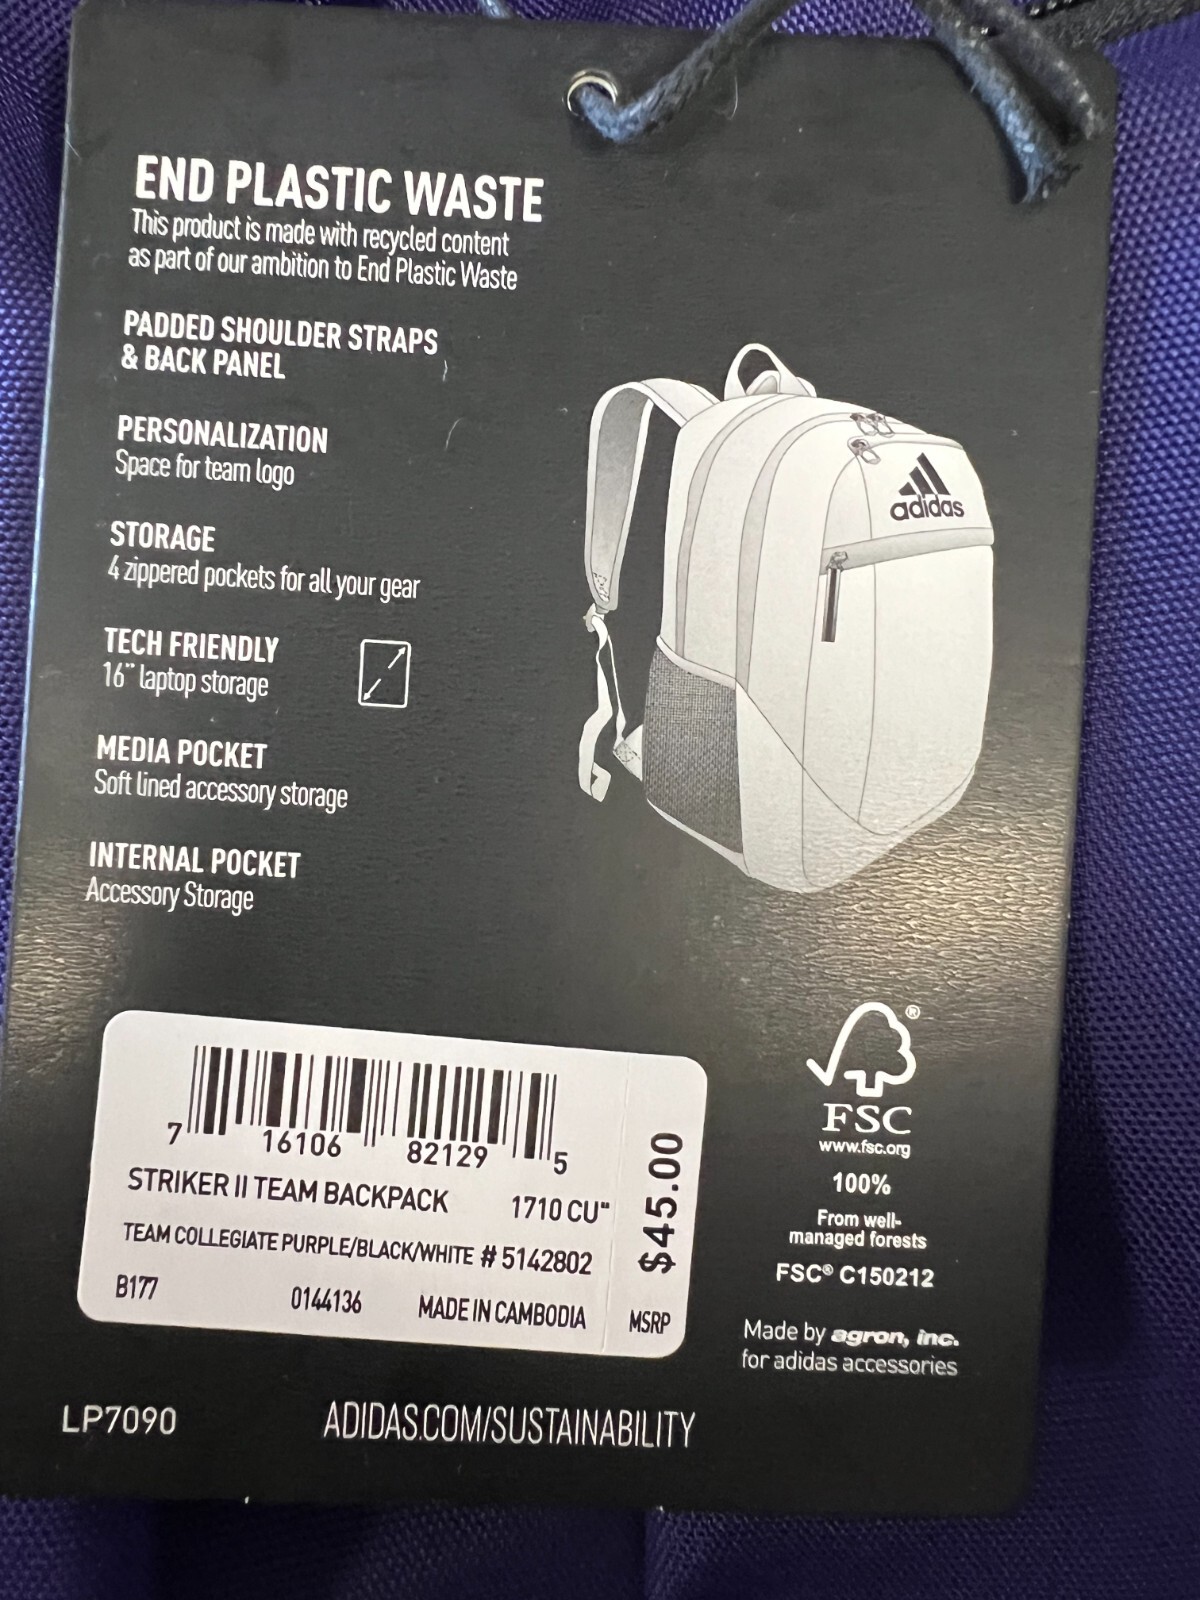 END PLASTIC WASTE
This product is made with recycled content
as part of our ambition to End Plastic Waste
PADDED SHOULDER STRAPS
& BACK PANEL
PERSONALIZATION
Space for team logo
STORAGE
4 zippered pockets for all your gear
TECH FRIENDLY
16" laptop storage
MEDIA POCKET
Soft lined accessory storage
INTERNAL POCKET
Accessory Storage
adidas
7 16106 82129 5
STRIKER II TEAM BACKPACK 1710 CU"
TEAM COLLEGIATE PURPLE/BLACK/WHITE # 5142802
B177 0144136 MADE IN CAMBODIA
$45.00
MSRP
®
FSC
www.fsc.org
100%
From well-
managed forests
FSC® C150212
Made by agron, inc.
for adidas accessories
LP7090 ADIDAS.COM/SUSTAINABILITY